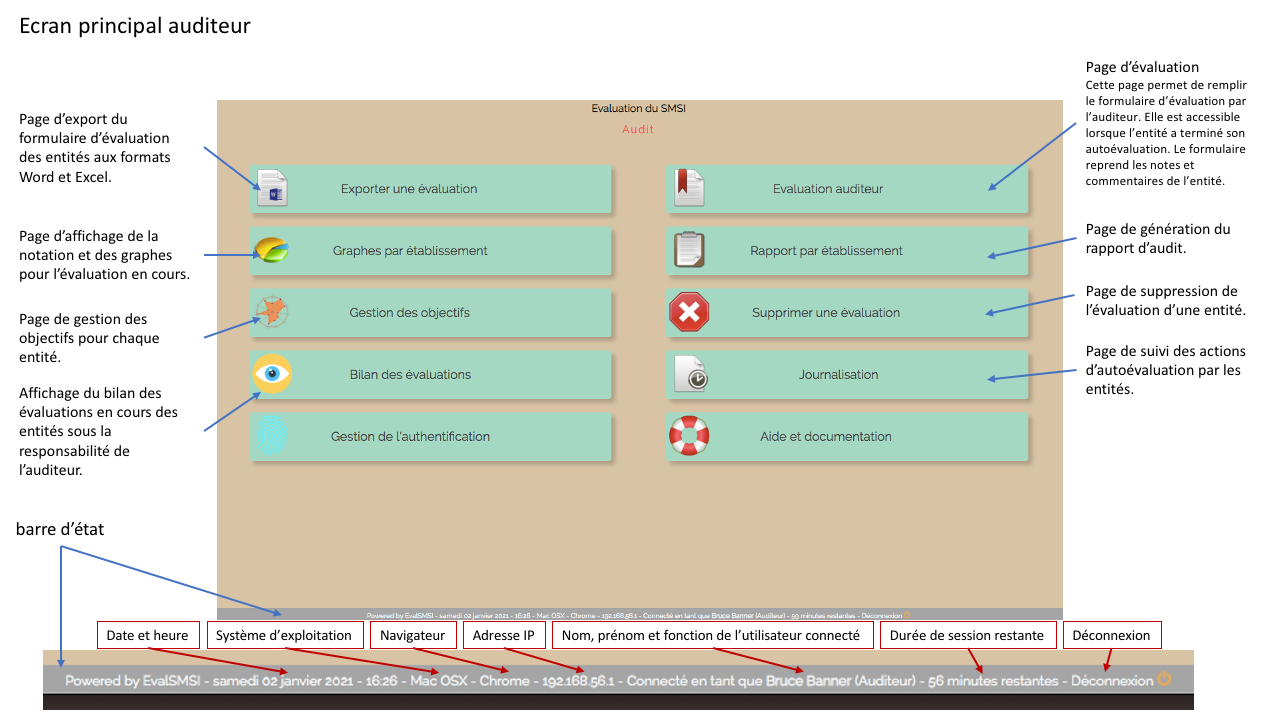 Ecran principal auditeur
Page d’export du
formulaire d’évaluation
des entités aux formats
Word et Excel.
Page d’affichage de la
notation et des graphes
pour l’évaluation en cours.
Page de gestion des
objectifs pour chaque
entité.
Affichage du bilan des
évaluations en cours des
entités sous la
responsabilité de
l’auditeur.
barre d’état
Evaluation du SMSI
Audit
Exporter une évaluation
Evaluation auditeur
Graphes par établissement
Rapport par établissement
Gestion des objectifs
Supprimer une évaluation
Bilan des évaluations
Journalisation
Gestion de l'authentification
Aide et documentation
Page d’évaluation
Cette page permet de remplir
le formulaire d’évaluation par
l’auditeur. Elle est accessible
lorsque l’entité a terminé son
autoévaluation. Le formulaire
reprend les notes et
commentaires de l’entité.
Page de génération du
rapport d’audit.
Page de suppression de
l’évaluation d’une entité.
Page de suivi des actions
d’autoévaluation par les
entités.
Powered by EvalSMSI - samedi 02 janvier 2021 - 16:26 - Mac OSX - Chrome - 192.168.56.1 - Connecté en tant que Bruce Banner (Auditeur) - 59 minutes restantes - Déconnexion
Date et heure
Système d’exploitation
Navigateur
Adresse IP
Nom, prénom et fonction de l’utilisateur connecté
Durée de session restante
Déconnexion
Powered by EvalSMSI - samedi 02 janvier 2021 - 16:26 - Mac OSX - Chrome - 192.168.56.1 - Connecté en tant que Bruce Banner (Auditeur) - 56 minutes restantes - Déconnexion